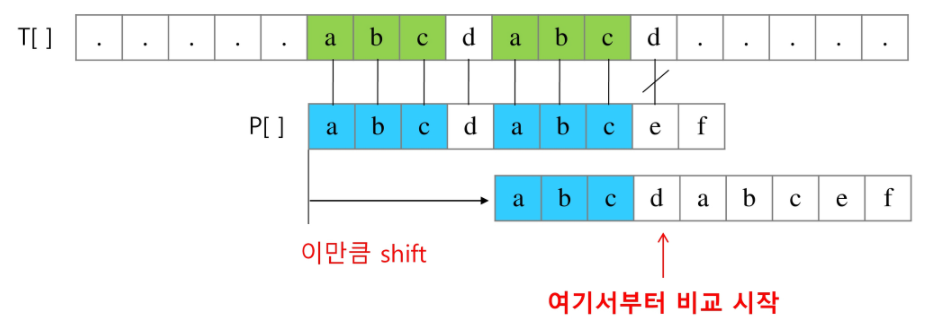 T[ ] . . . . . a b c d a b c d . . . . .
P[ ] a b c d a b c e f
a b c d a b c e f
이만큼 shift
여기서부터 비교 시작